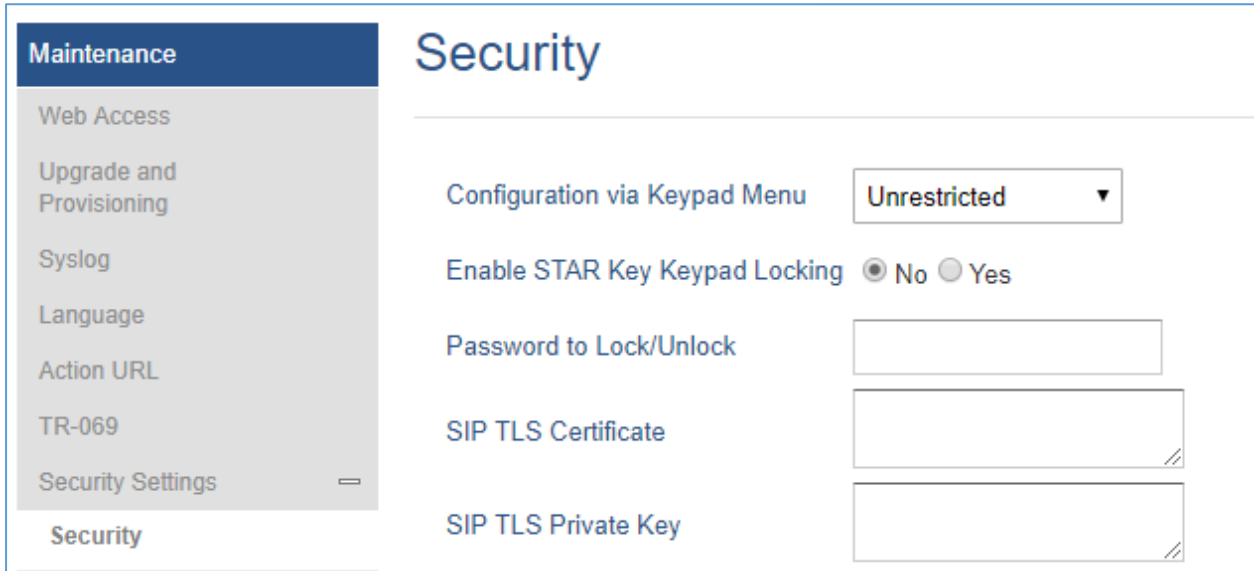 Maintenance
Web Access
Upgrade and
Provisioning
Syslog
Language
Action URL
TR-069
Security Settings
Security
Security
Configuration via Keypad Menu Unrestricted
Enable STAR Key Keypad Locking No Yes
Password to Lock/Unlock
SIP TLS Certificate
SIP TLS Private Key